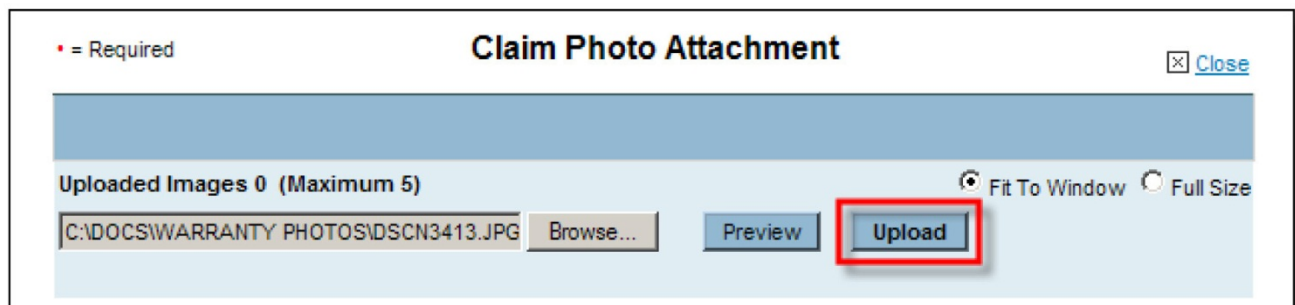 • = Required
Claim Photo Attachment
Close
Uploaded Images 0 (Maximum 5)
Fit To Window
Full Size
C:\DOCS\WARRANTY PHOTOS\DSCN3413.JPG
Browse...
Preview
Upload